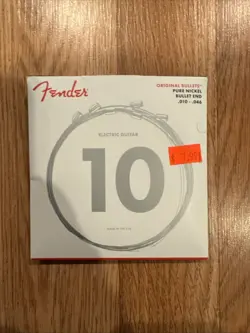 Fender
ORIGINAL BULLETS
PURE NICKEL
BULLET END
.010 - .046
ELECTRIC GUITAR
10